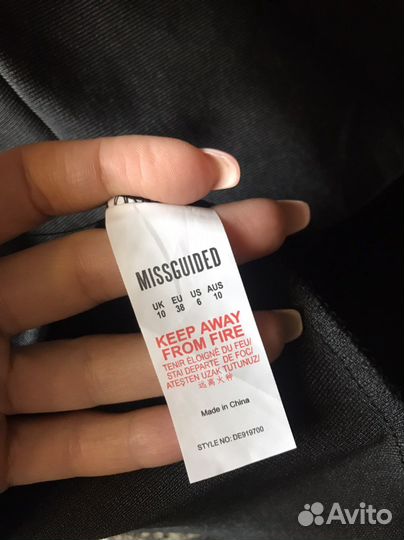 MISSGUIDED
UK EU US AUS
10 38 6 10
KEEP AWAY
FROM FIRE
TENIR ÉLOIGNÉ DU FEU/
STAI DEPARTE DE FOC/
ATEŞTEN UZAK TUTUNUZ/
远离火种
Made in China
STYLE NO: DE919700
Avito